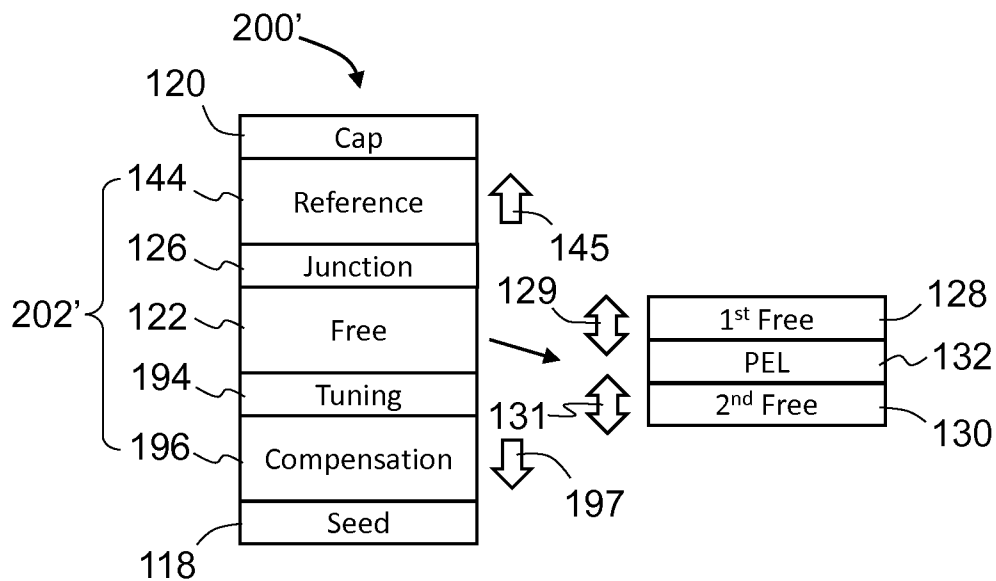 200’
120
Cap
144
Reference
145
126
Junction
202’
122
Free
129
1st Free
128
PEL
132
194
Tuning
131
2nd Free
130
196
Compensation
197
118
Seed